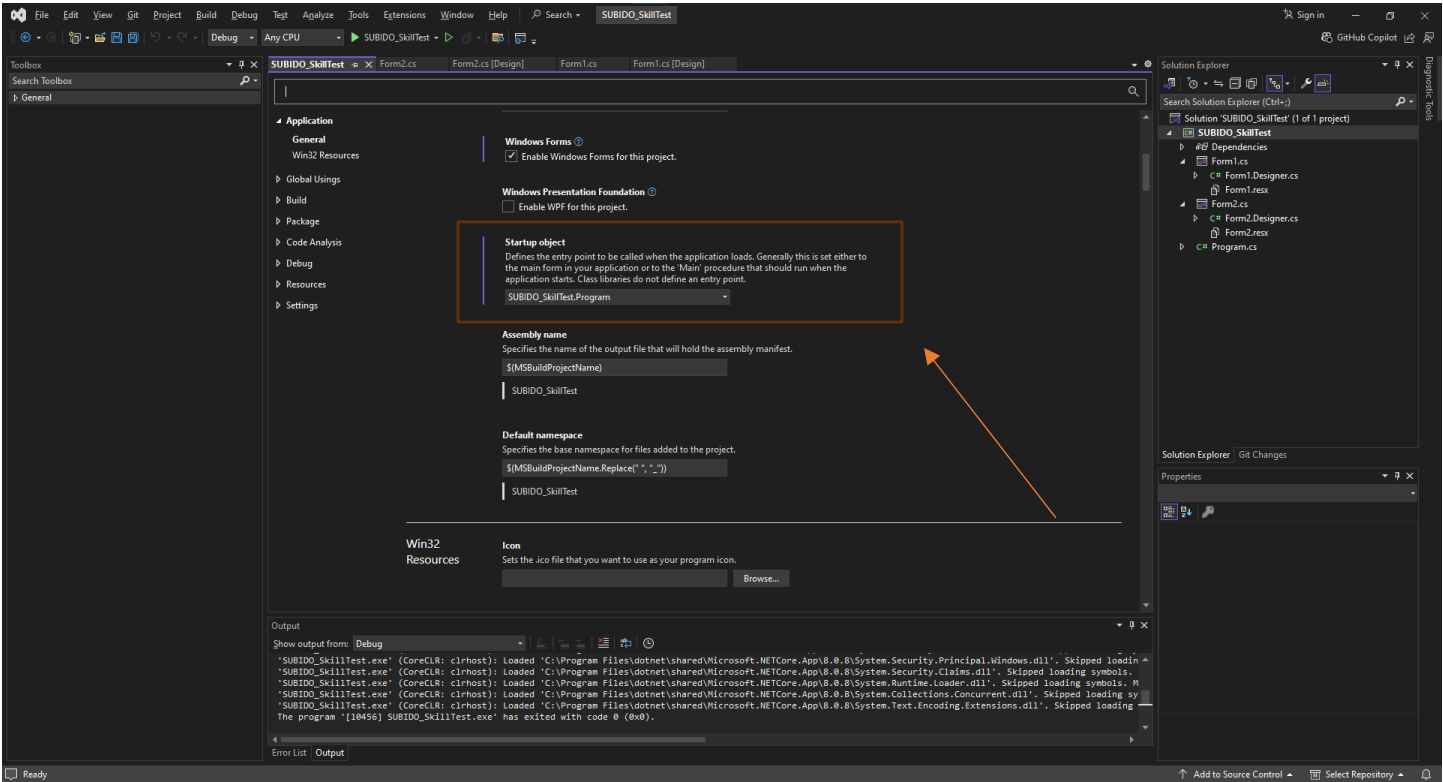 File Edit View Git Project Build Debug Test Analyze Tools Extensions Window Help Search SUBIDO_SkillTest Sign in
Debug Any CPU SUBIDO_SkillTest GitHub Copilot
Toolbox
Search Toolbox
General
SUBIDO_SkillTest Form2.cs Form2.cs [Design] Form1.cs Form1.cs [Design]
Application
General
Win32 Resources
Global Usings
Build
Package
Code Analysis
Debug
Resources
Settings
Windows Forms
Enable Windows Forms for this project.
Windows Presentation Foundation
Enable WPF for this project.
Startup object
Defines the entry point to be called when the application loads. Generally this is set either to
the main form in your application or to the 'Main' procedure that should run when the
application starts. Class libraries do not define an entry point.
SUBIDO_SkillTest.Program
Assembly name
Specifies the name of the output file that will hold the assembly manifest.
$(MSBuildProjectName)
SUBIDO_SkillTest
Default namespace
Specifies the base namespace for files added to the project.
$(MSBuildProjectName.Replace(" ", "_"))
SUBIDO_SkillTest
Win32
Resources
Icon
Sets the .ico file that you want to use as your program icon.
Browse...
Solution Explorer
Search Solution Explorer (Ctrl+;)
Solution 'SUBIDO_SkillTest' (1 of 1 project)
SUBIDO_SkillTest
Dependencies
Form1.cs
C# Form1.Designer.cs
Form1.resx
Form2.cs
C# Form2.Designer.cs
Form2.resx
C# Program.cs
Solution Explorer Git Changes
Properties
Diagnostic Tools
Output
Show output from: Debug
'SUBIDO_SkillTest.exe' (CoreCLR: clrhost): Loaded 'C:\Program Files\dotnet\shared\Microsoft.NETCore.App\8.0.8\System.Security.Principal.Windows.dll'. Skipped loadin
'SUBIDO_SkillTest.exe' (CoreCLR: clrhost): Loaded 'C:\Program Files\dotnet\shared\Microsoft.NETCore.App\8.0.8\System.Security.Claims.dll'. Skipped loading symbols.
'SUBIDO_SkillTest.exe' (CoreCLR: clrhost): Loaded 'C:\Program Files\dotnet\shared\Microsoft.NETCore.App\8.0.8\System.Runtime.Loader.dll'. Skipped loading symbols. M
'SUBIDO_SkillTest.exe' (CoreCLR: clrhost): Loaded 'C:\Program Files\dotnet\shared\Microsoft.NETCore.App\8.0.8\System.Collections.Concurrent.dll'. Skipped loading sy
'SUBIDO_SkillTest.exe' (CoreCLR: clrhost): Loaded 'C:\Program Files\dotnet\shared\Microsoft.NETCore.App\8.0.8\System.Text.Encoding.Extensions.dll'. Skipped loading
The program '[10456] SUBIDO_SkillTest.exe' has exited with code 0 (0x0).
Error List Output
Ready Add to Source Control Select Repository